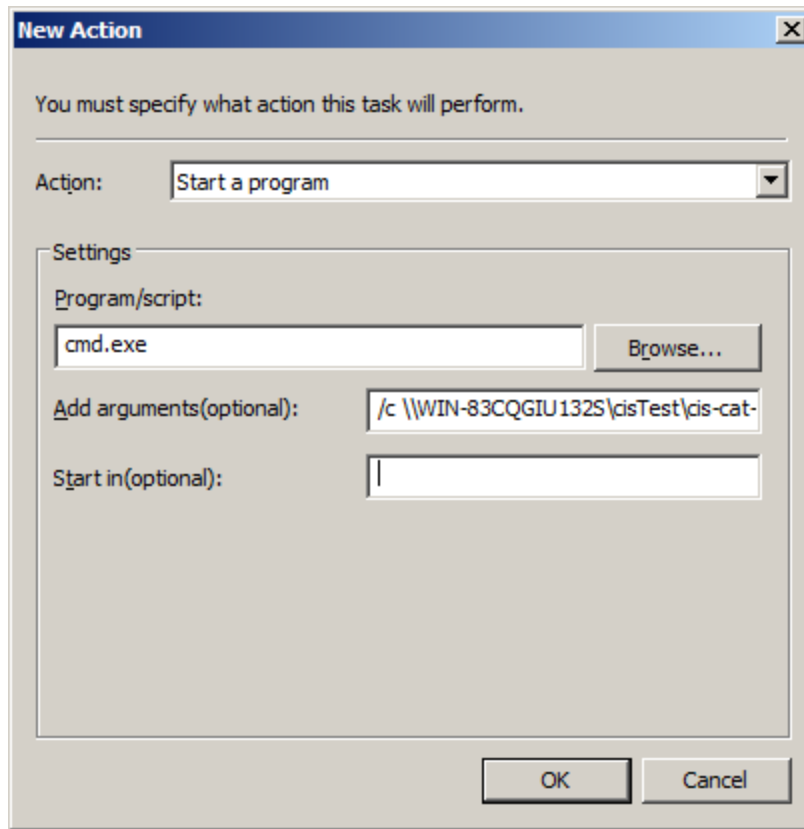 New Action
You must specify what action this task will perform.
Action: Start a program
Settings
Program/script:
cmd.exe Browse...
Add arguments(optional): /c \\WIN-83CQGIU132S\cisTest\cis-cat-
Start in(optional):
OK Cancel